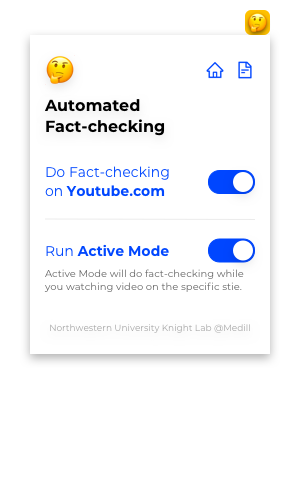 Automated
Fact-checking
Do Fact-checking
on Youtube.com
Run Active Mode
Active Mode will do fact-checking while
you watching video on the specific stie.
Northwestern University Knight Lab @Medill